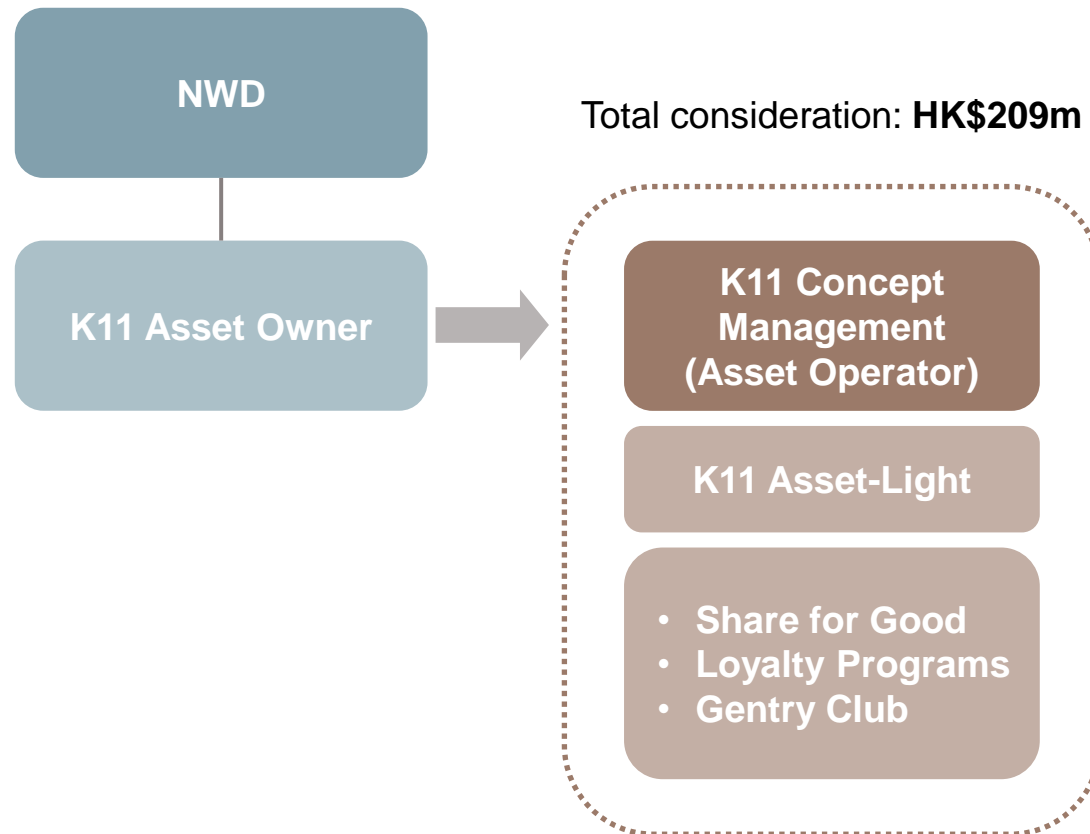 NWD
Total consideration: HK$209m
K11 Asset Owner
K11 Concept
Management
(Asset Operator)
K11 Asset-Light
• Share for Good
• Loyalty Programs
• Gentry Club